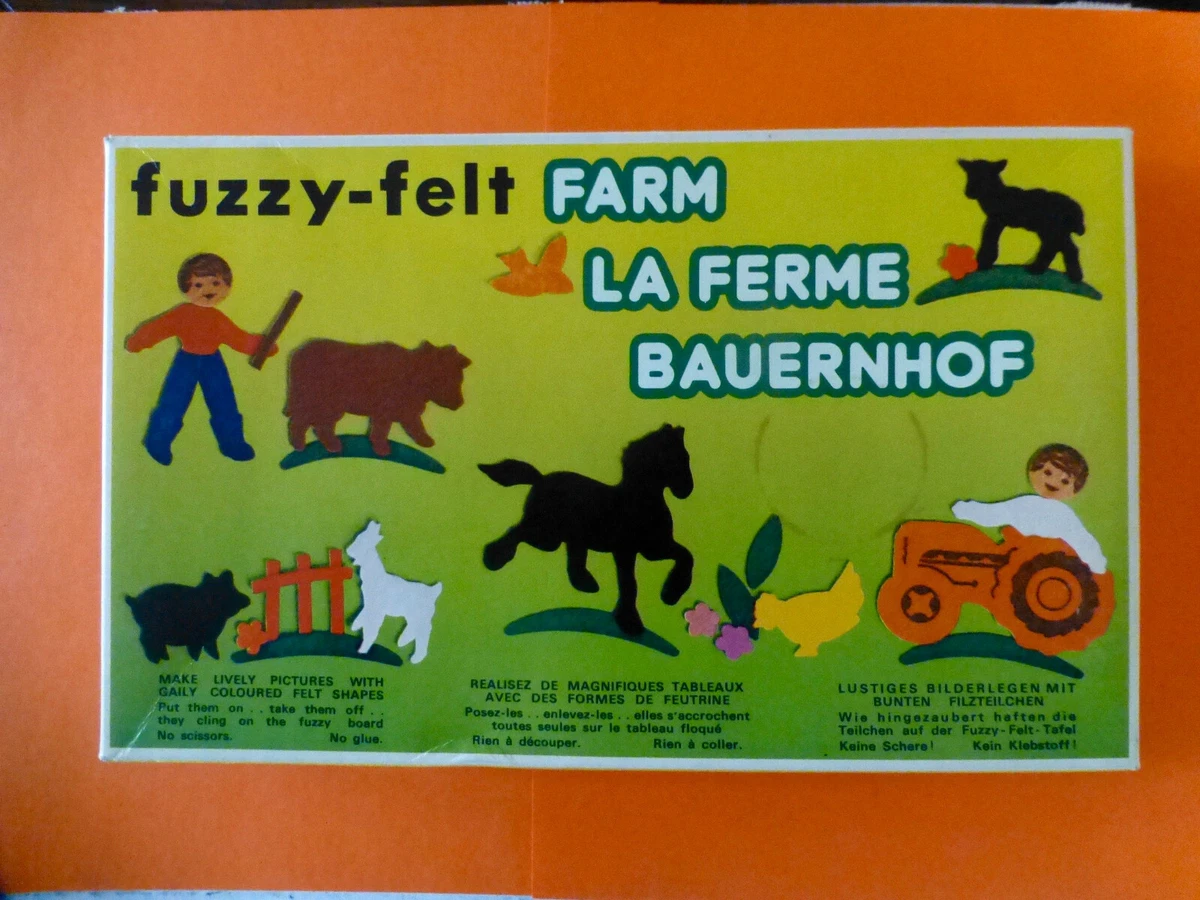 fuzzy-felt FARM
LA FERME
BAUERNHOF
MAKE LIVELY PICTURES WITH
GAILY COLOURED FELT SHAPES
Put them on . . take them off . .
they cling on the fuzzy board
No scissors. No glue.
REALISEZ DE MAGNIFIQUES TABLEAUX
AVEC DES FORMES DE FEUTRINE
Posez-les . . enlevez-les . . elles s'accrochent
toutes seules sur le tableau floqué
Rien à découper. Rien à coller.
LUSTIGES BILDERLEGEN MIT
BUNTEN FILZTEILCHEN
Wie hingezaubert haften die
Teilchen auf der Fuzzy-Felt-Tafel
Keine Schere! Kein Klebstoff!